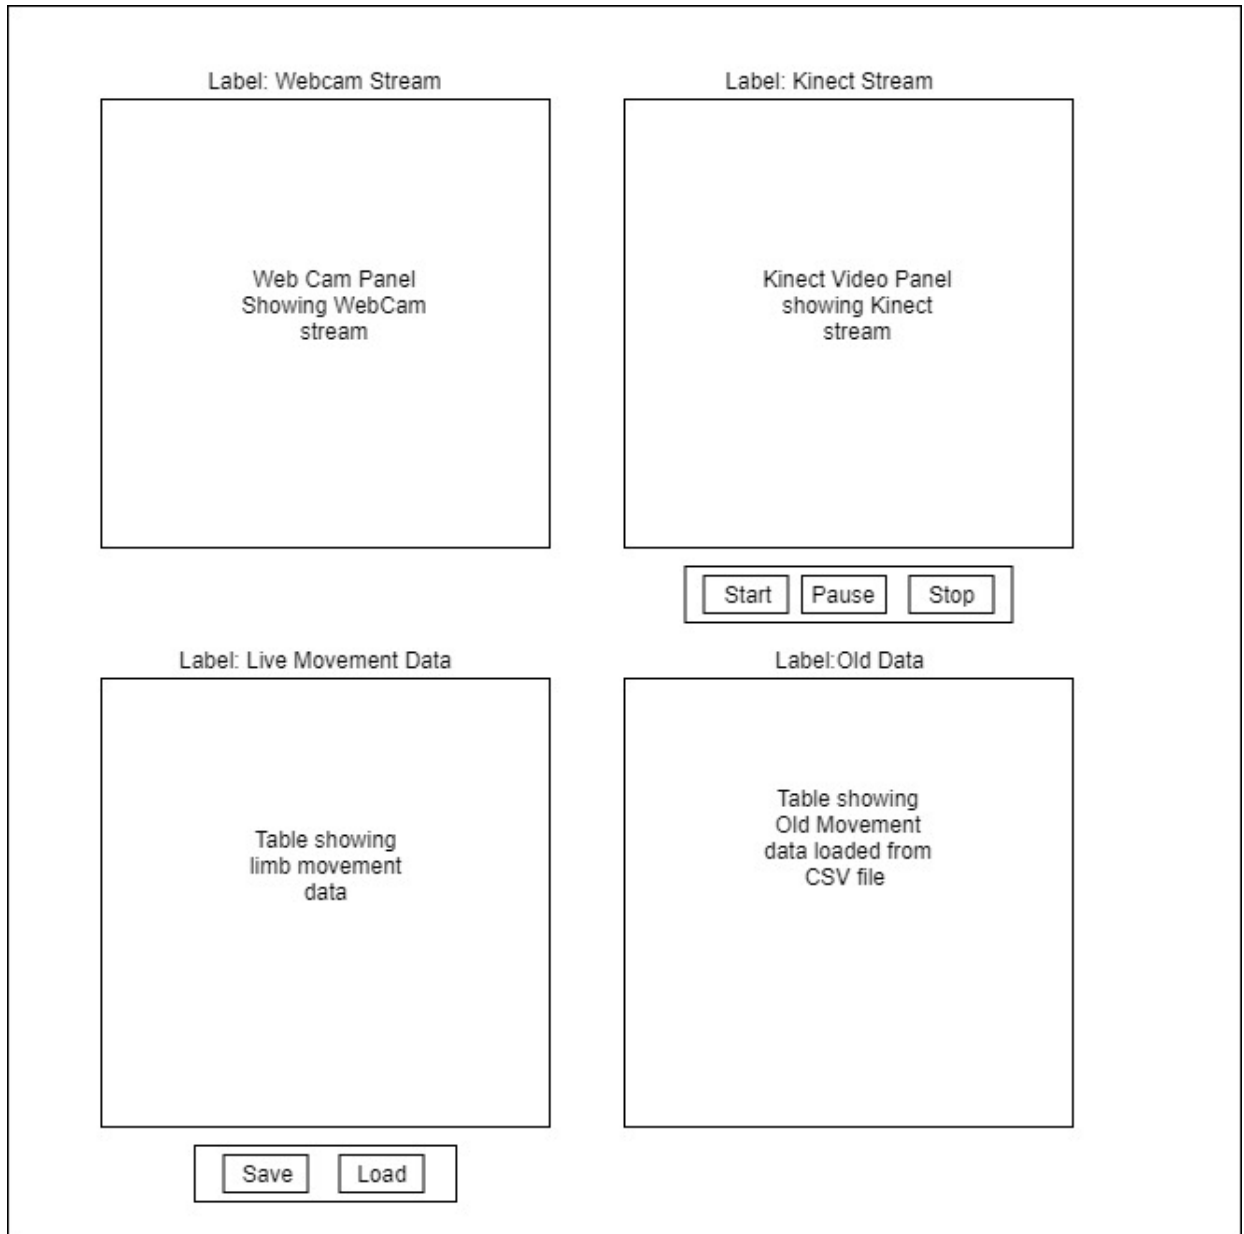 Label: Webcam Stream
Label: Kinect Stream
Web Cam Panel
Showing WebCam
stream
Kinect Video Panel
showing Kinect
stream
Start
Pause
Stop
Label: Live Movement Data
Label:Old Data
Table showing
limb movement
data
Table showing
Old Movement
data loaded from
CSV file
Save
Load